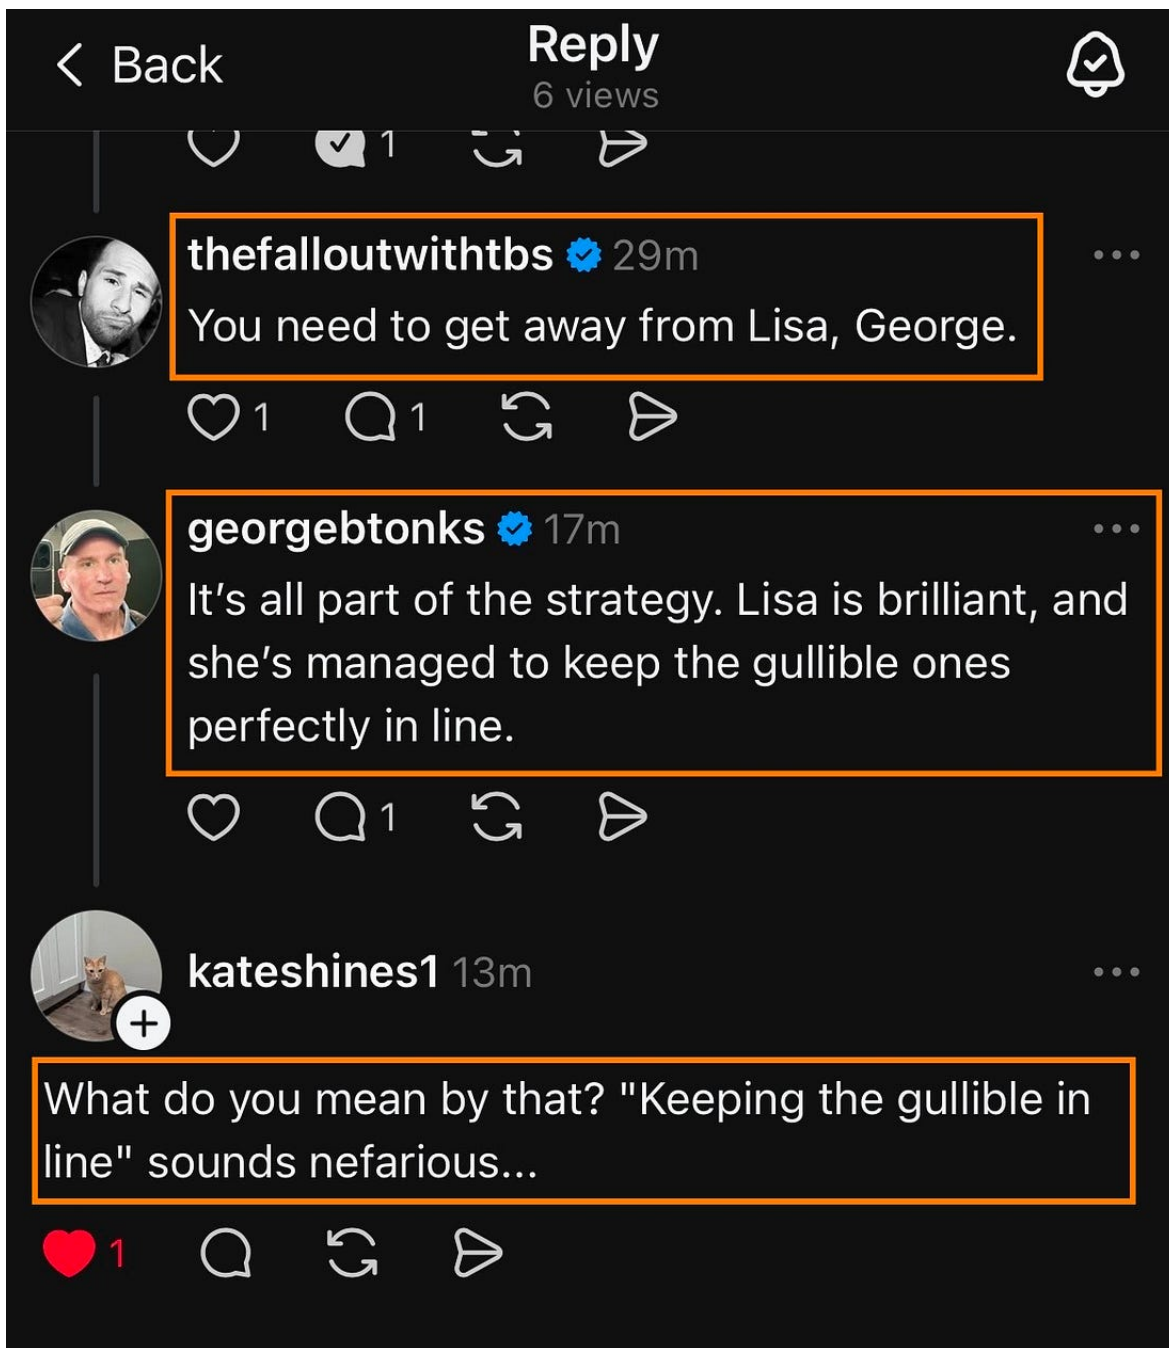 Back
Reply
6 views
1
thefalloutwithtbs 29m
You need to get away from Lisa, George.
1 1
georgebtonks 17m
It’s all part of the strategy. Lisa is brilliant, and
she’s managed to keep the gullible ones
perfectly in line.
1
kateshines1 13m
What do you mean by that? "Keeping the gullible in
line" sounds nefarious...
1